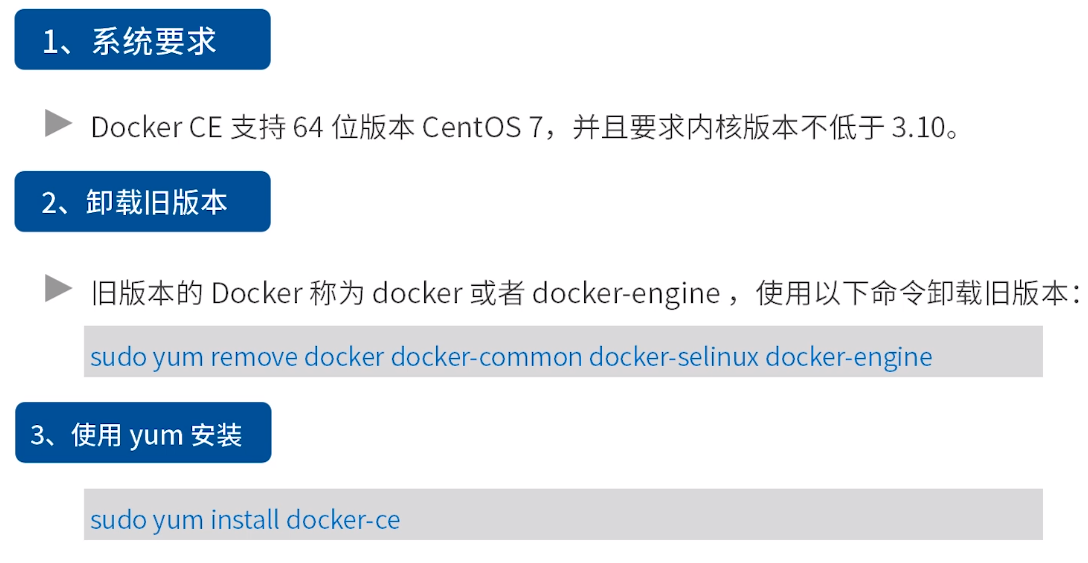 1、系统要求
Docker CE 支持 64 位版本 CentOS 7，并且要求内核版本不低于 3.10。
2、卸载旧版本
旧版本的 Docker 称为 docker 或者 docker-engine ，使用以下命令卸载旧版本：
sudo yum remove docker docker-common docker-selinux docker-engine
3、使用 yum 安装
sudo yum install docker-ce